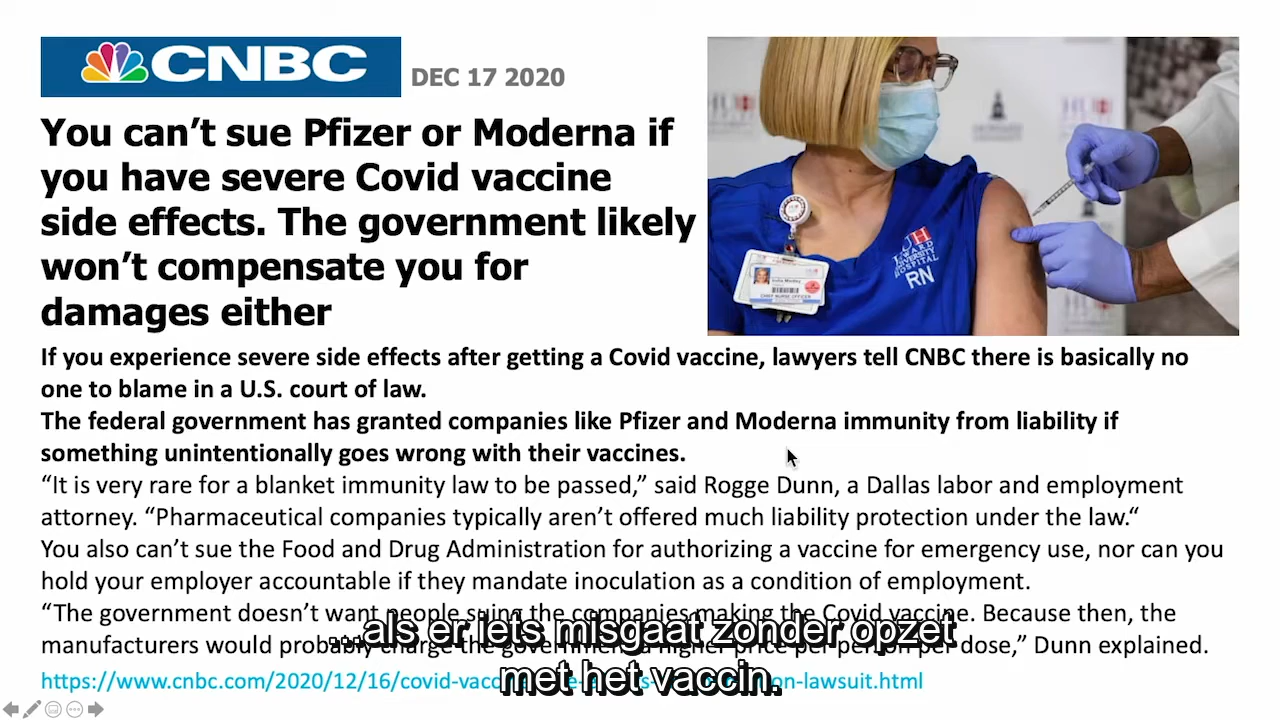 CNBC
DEC 17 2020
You can’t sue Pfizer or Moderna if
you have severe Covid vaccine
side effects. The government likely
won’t compensate you for
damages either
HOWARD
UNIVERSITY
HOSPITAL
RN
CHIEF NURSE OFFICER
If you experience severe side effects after getting a Covid vaccine, lawyers tell CNBC there is basically no
one to blame in a U.S. court of law.
The federal government has granted companies like Pfizer and Moderna immunity from liability if
something unintentionally goes wrong with their vaccines.
“It is very rare for a blanket immunity law to be passed,” said Rogge Dunn, a Dallas labor and employment
attorney. “Pharmaceutical companies typically aren’t offered much liability protection under the law.“
You also can’t sue the Food and Drug Administration for authorizing a vaccine for emergency use, nor can you
hold your employer accountable if they mandate inoculation as a condition of employment.
“The government doesn’t want people suing the companies making the Covid vaccine. Because then, the
manufacturers would probably charge the government a higher price per person per dose,” Dunn explained.
https://www.cnbc.com/2020/12/16/covid-vacc on-lawsuit.html
...als er iets misgaat zonder opzet
met het vaccin.